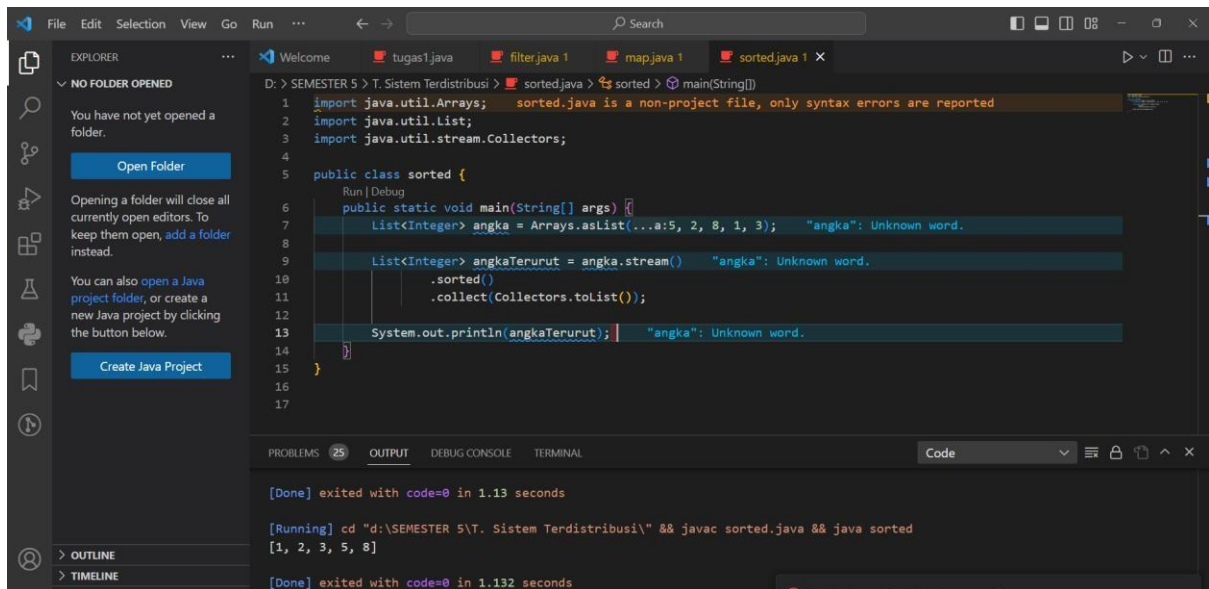 File Edit Selection View Go Run ··· Search
EXPLORER ···
NO FOLDER OPENED
You have not yet opened a
folder.
Open Folder
Opening a folder will close all
currently open editors. To
keep them open, add a folder
instead.
You can also open a Java
project folder, or create a
new Java project by clicking
the button below.
Create Java Project
OUTLINE
TIMELINE
Welcome tugas1.java filter.java 1 map.java 1 sorted.java 1
D: > SEMESTER 5 > T. Sistem Terdistribusi > sorted.java > sorted > main(String[])
1 import java.util.Arrays; sorted.java is a non-project file, only syntax errors are reported
2 import java.util.List;
3 import java.util.stream.Collectors;
4
5 public class sorted {
Run | Debug
6 public static void main(String[] args) {
7 List<Integer> angka = Arrays.asList(...a:5, 2, 8, 1, 3); "angka": Unknown word.
8
9 List<Integer> angkaTerurut = angka.stream() "angka": Unknown word.
10 .sorted()
11 .collect(Collectors.toList());
12
13 System.out.println(angkaTerurut); "angka": Unknown word.
14 }
15 }
16
17
PROBLEMS 25 OUTPUT DEBUG CONSOLE TERMINAL Code
[Done] exited with code=0 in 1.13 seconds
[Running] cd "d:\SEMESTER 5\T. Sistem Terdistribusi\" && javac sorted.java && java sorted
[1, 2, 3, 5, 8]
[Done] exited with code=0 in 1.132 seconds